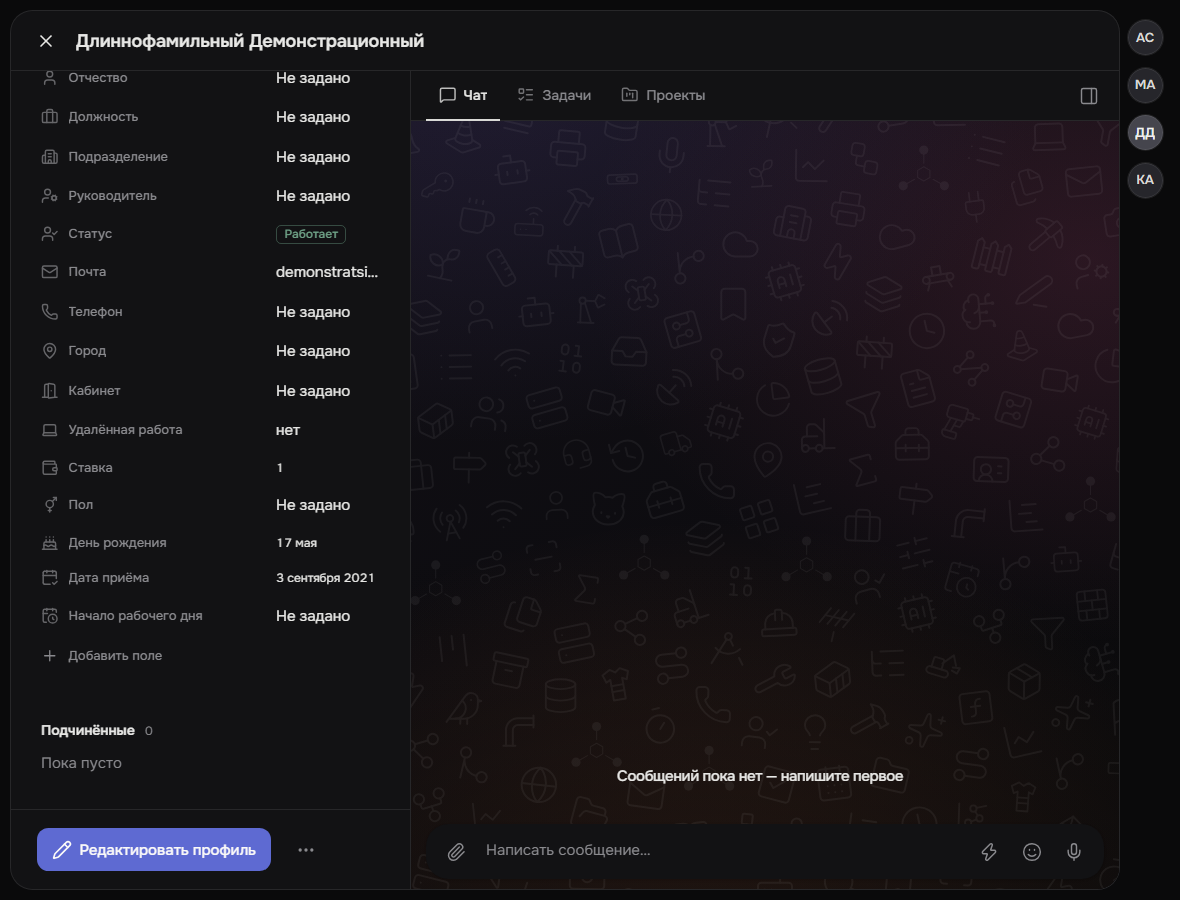 Длиннофамильный Демонстрационный
АС
МА
ДД
КА
Отчество Не задано
Должность Не задано
Подразделение Не задано
Руководитель Не задано
Статус Работает
Почта demonstratsi...
Телефон Не задано
Город Не задано
Кабинет Не задано
Удалённая работа нет
Ставка 1
Пол Не задано
День рождения 17 мая
Дата приёма 3 сентября 2021
Начало рабочего дня Не задано
Добавить поле
Подчинённые 0
Пока пусто
Редактировать профиль
Чат Задачи Проекты
Сообщений пока нет — напишите первое
Написать сообщение...